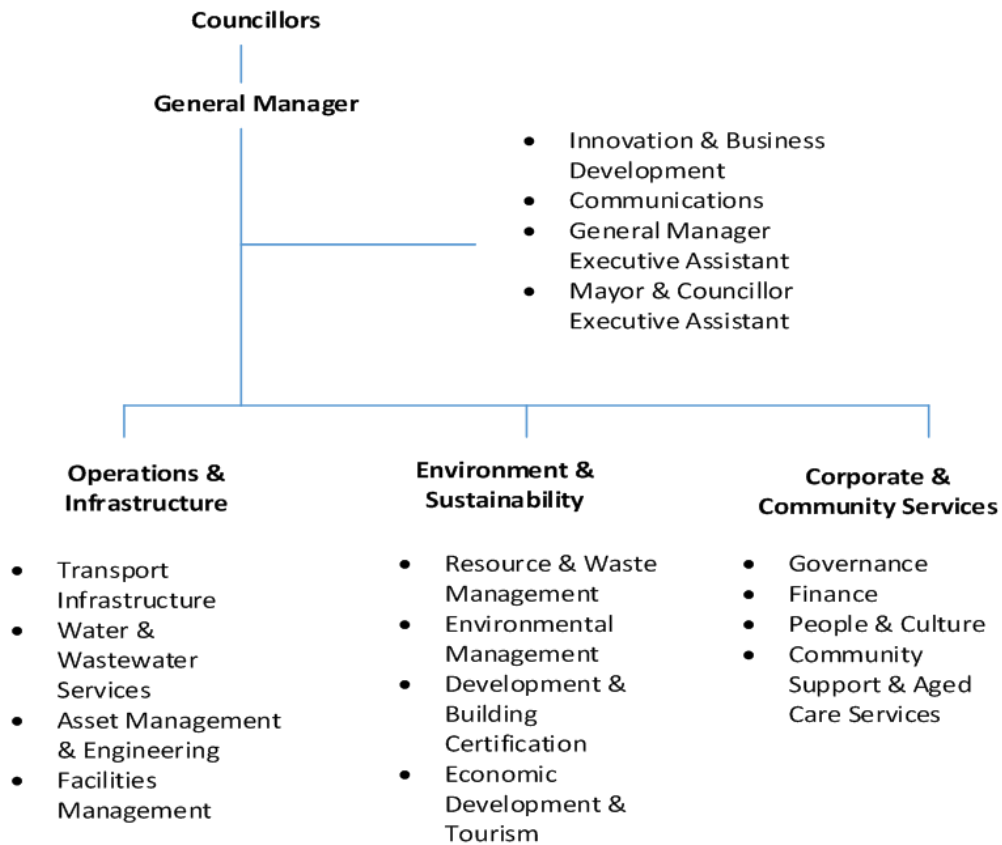 Councillors
General Manager
• Innovation & Business
Development
• Communications
• General Manager
Executive Assistant
• Mayor & Councillor
Executive Assistant
Operations &
Infrastructure
• Transport
Infrastructure
• Water &
Wastewater
Services
• Asset Management
& Engineering
• Facilities
Management
Environment &
Sustainability
• Resource & Waste
Management
• Environmental
Management
• Development &
Building
Certification
• Economic
Development &
Tourism
Corporate &
Community Services
• Governance
• Finance
• People & Culture
• Community
Support & Aged
Care Services